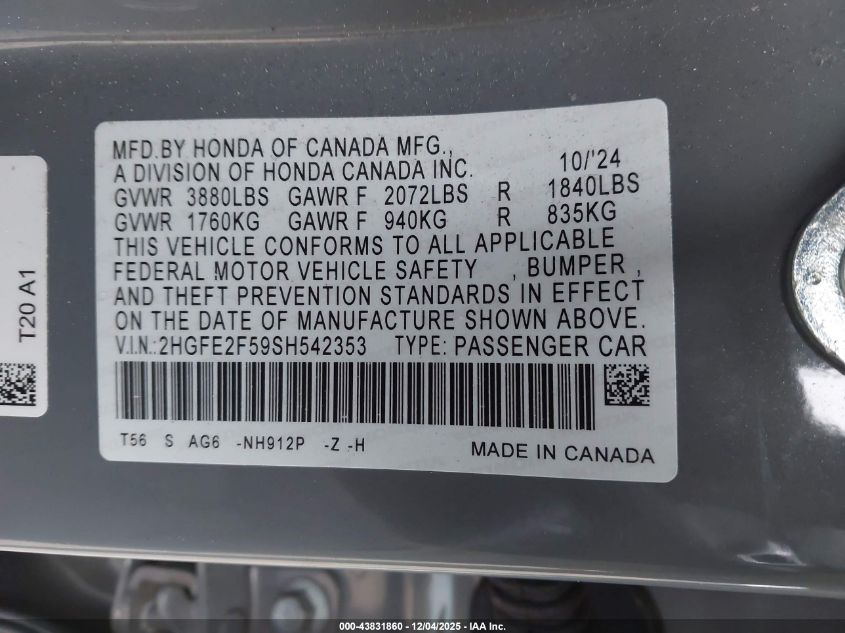 MFD.BY HONDA OF CANADA MFG.,
A DIVISION OF HONDA CANADA INC. 10/'24
GVWR 3880LBS GAWR F 2072LBS R 1840LBS
GVWR 1760KG GAWR F 940KG R 835KG
THIS VEHICLE CONFORMS TO ALL APPLICABLE
FEDERAL MOTOR VEHICLE SAFETY , BUMPER ,
AND THEFT PREVENTION STANDARDS IN EFFECT
ON THE DATE OF MANUFACTURE SHOWN ABOVE.
V.I.N.:2HGFE2F59SH542353 TYPE: PASSENGER CAR
T56 S AG6 -NH912P -Z -H
MADE IN CANADA
T20 A1
000-43831860 - 12/04/2025 - IAA Inc.